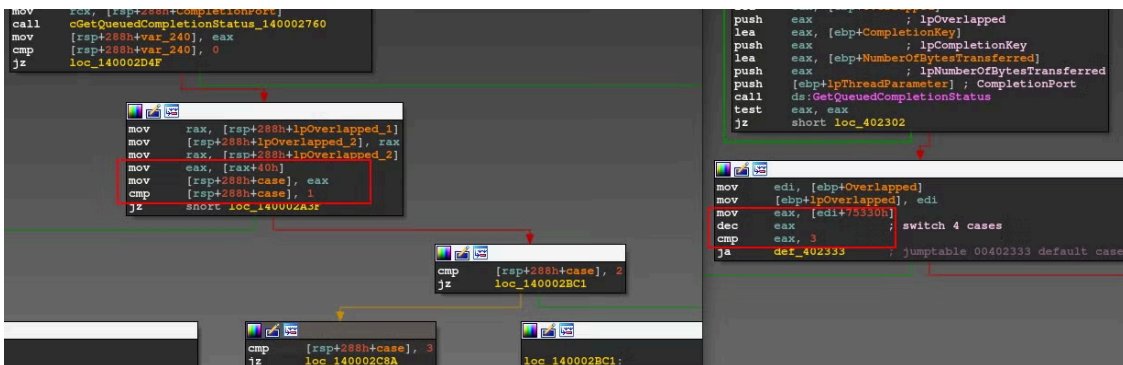 mov     rcx, [rsp+288h+CompletionPort]
call    cGetQueuedCompletionStatus_140002760
mov     [rsp+288h+var_240], eax
cmp     [rsp+288h+var_240], 0
jz      loc_140002D4F
mov     rax, [rsp+288h+lpOverlapped_1]
mov     [rsp+288h+lpOverlapped_2], rax
mov     rax, [rsp+288h+lpOverlapped_2]
mov     eax, [rax+40h]
mov     [rsp+288h+case], eax
cmp     [rsp+288h+case], 1
jz      short loc_140002A3F
cmp     [rsp+288h+case], 2
jz      loc_140002BC1
cmp     [rsp+288h+case], 3
jz      loc_140002C8A
loc_140002BC1:
push    eax             ; lpOverlapped
lea     eax, [ebp+CompletionKey]
push    eax             ; lpCompletionKey
lea     eax, [ebp+NumberOfBytesTransferred]
push    eax             ; lpNumberOfBytesTransferred
push    [ebp+lpThreadParameter] ; CompletionPort
call    ds:GetQueuedCompletionStatus
test    eax, eax
jz      short loc_402302
mov     edi, [ebp+Overlapped]
mov     [ebp+lpOverlapped], edi
mov     eax, [edi+75330h]
dec     eax             ; switch 4 cases
cmp     eax, 3
ja      def_402333      ; jumptable 00402333 default case